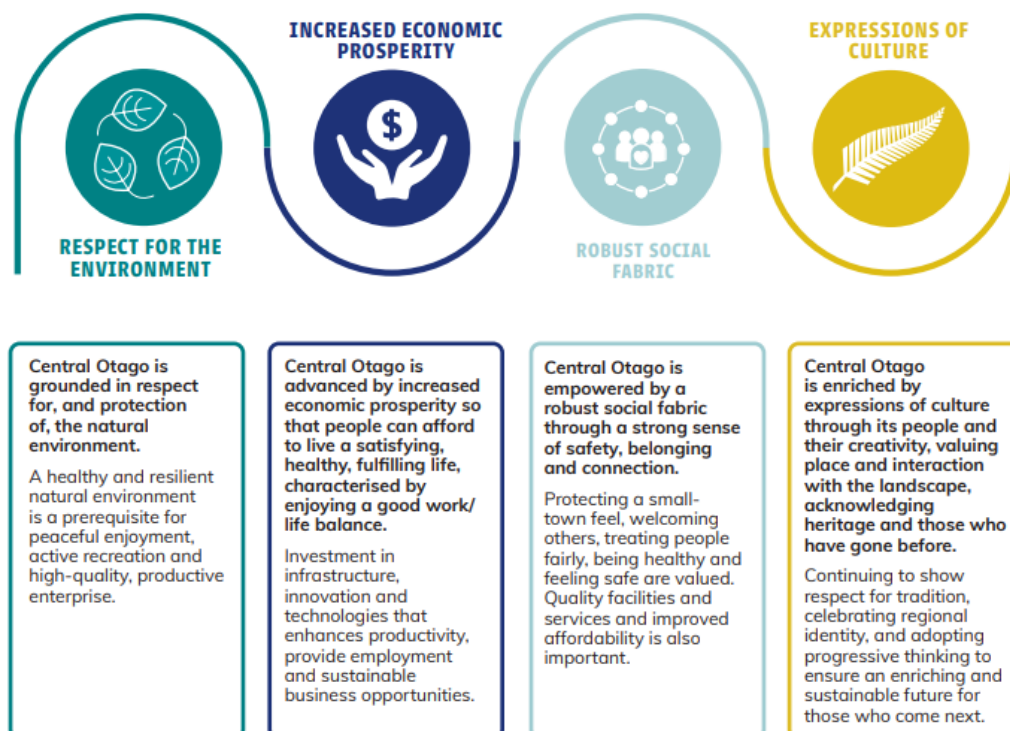 INCREASED ECONOMIC
PROSPERITY
EXPRESSIONS OF
CULTURE
$
RESPECT FOR THE
ENVIRONMENT
ROBUST SOCIAL
FABRIC
Central Otago is
grounded in respect
for, and protection
of, the natural
environment.
A healthy and resilient
natural environment
is a prerequisite for
peaceful enjoyment,
active recreation and
high-quality, productive
enterprise.
Central Otago is
advanced by increased
economic prosperity so
that people can afford
to live a satisfying,
healthy, fulfilling life,
characterised by
enjoying a good work/
life balance.
Investment in
infrastructure,
innovation and
technologies that
enhances productivity,
provide employment
and sustainable
business opportunities.
Central Otago is
empowered by a
robust social fabric
through a strong sense
of safety, belonging
and connection.
Protecting a small-
town feel, welcoming
others, treating people
fairly, being healthy and
feeling safe are valued.
Quality facilities and
services and improved
affordability is also
important.
Central Otago
is enriched by
expressions of culture
through its people and
their creativity, valuing
place and interaction
with the landscape,
acknowledging
heritage and those who
have gone before.
Continuing to show
respect for tradition,
celebrating regional
identity, and adopting
progressive thinking to
ensure an enriching and
sustainable future for
those who come next.